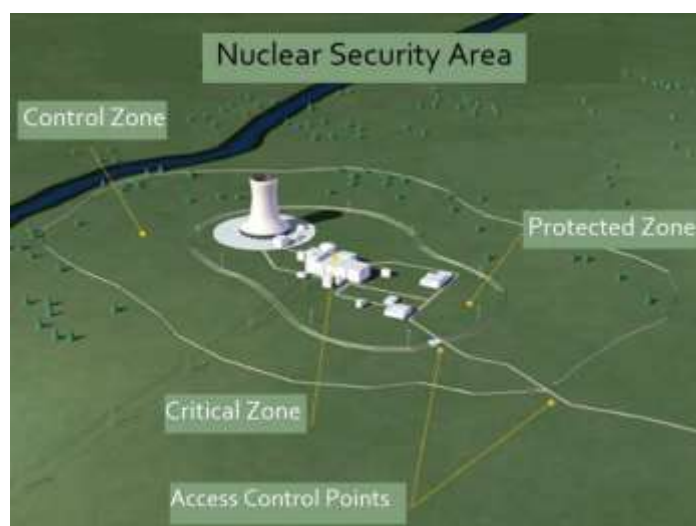 Nuclear Security Area
Control Zone
Protected Zone
Critical Zone
Access Control Points